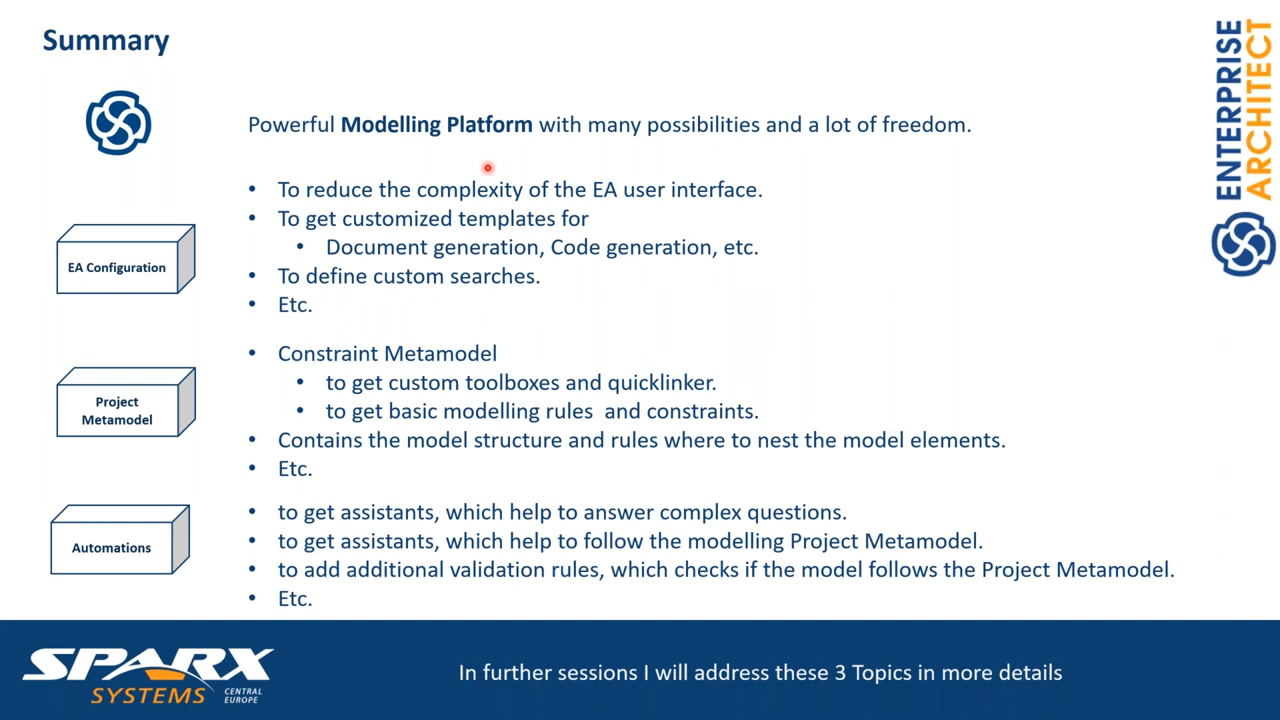 Summary
ENTERPRISE
ARCHITECT
Powerful Modelling Platform with many possibilities and a lot of freedom.
EA Configuration
• To reduce the complexity of the EA user interface.
• To get customized templates for
• Document generation, Code generation, etc.
• To define custom searches.
• Etc.
Project
Metamodel
• Constraint Metamodel
• to get custom toolboxes and quicklinker.
• to get basic modelling rules and constraints.
• Contains the model structure and rules where to nest the model elements.
• Etc.
Automations
• to get assistants, which help to answer complex questions.
• to get assistants, which help to follow the modelling Project Metamodel.
• to add additional validation rules, which checks if the model follows the Project Metamodel.
• Etc.
SPARX
SYSTEMS
CENTRAL
EUROPE
In further sessions I will address these 3 Topics in more details